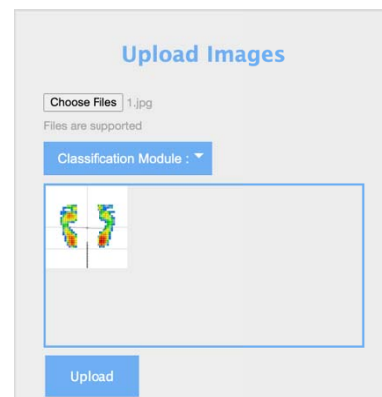 Upload Images
Choose Files 1.jpg
Files are supported
Classification Module :
Upload